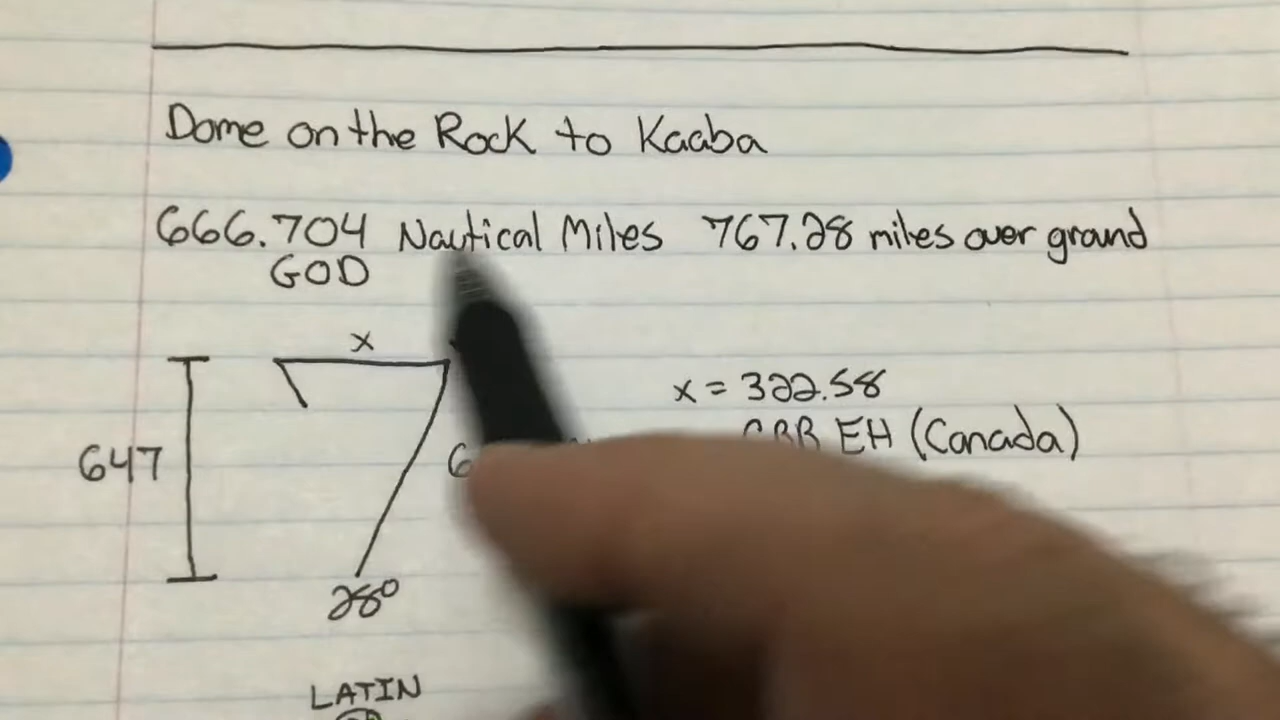 Dome on the Rock to Kaaba
666.704 Nautical Miles 767.28 miles over ground
GOD
x
x = 322.58
EH (Canada)
647
6
28°
LATIN